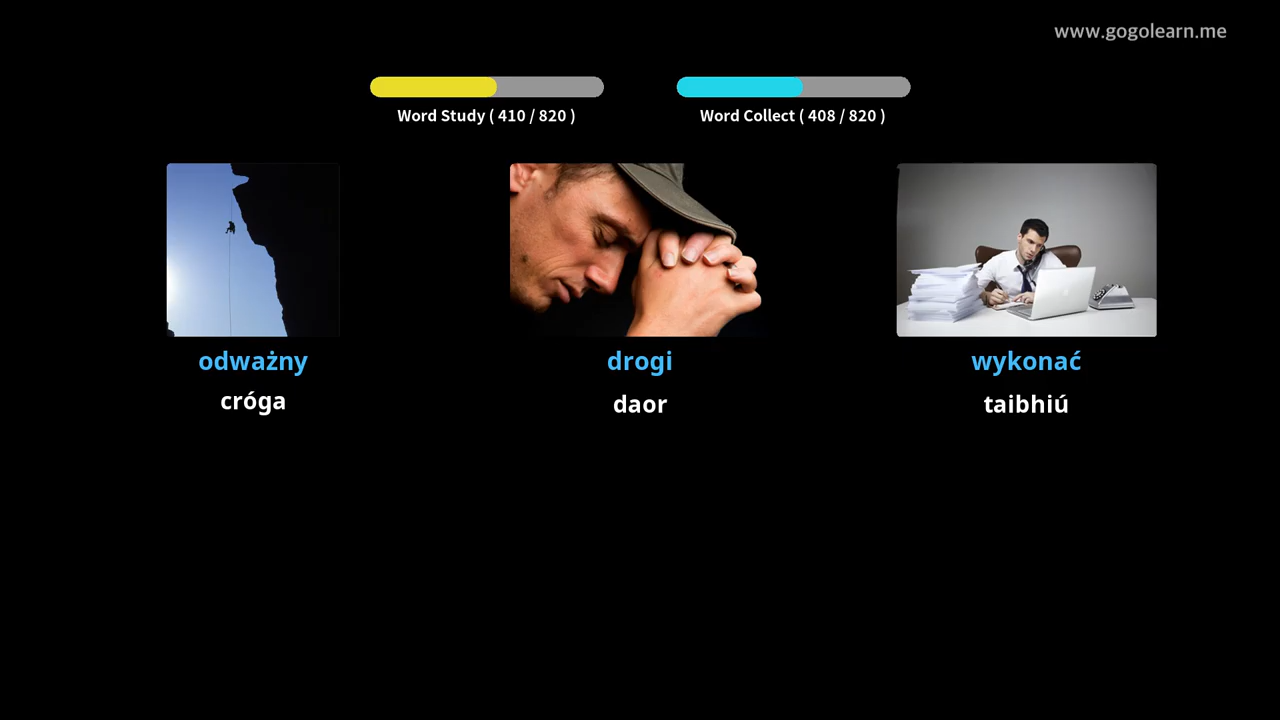 www.gogolearn.me
Word Study ( 410 / 820 )
Word Collect ( 408 / 820 )
odważny
cróga
drogi
daor
wykonać
taibhiú